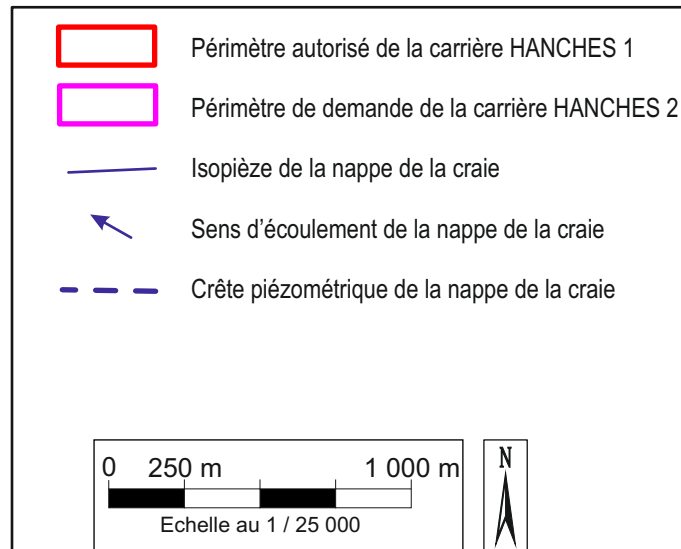 Périmètre autorisé de la carrière HANCHES 1
Périmètre de demande de la carrière HANCHES 2
Isopièze de la nappe de la craie
Sens d'écoulement de la nappe de la craie
Crête piézométrique de la nappe de la craie
0 250 m 1 000 m
Echelle au 1 / 25 000
N